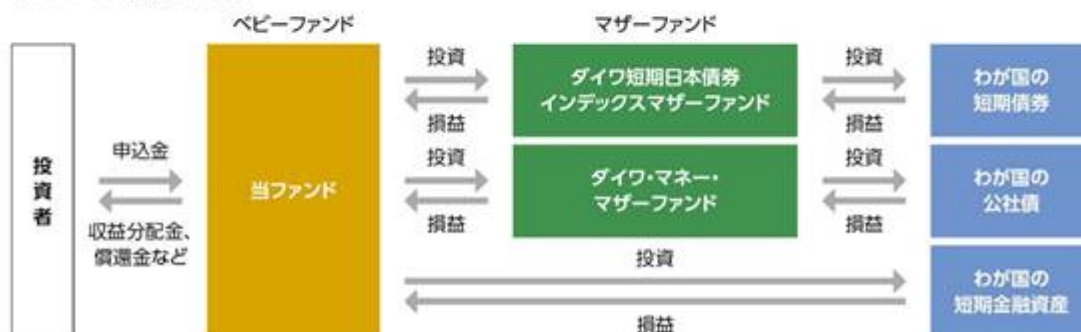 ベビーファンド
マザーファンド
投資者
申込金
収益分配金、
償還金など
当ファンド
投資
損益
ダイワ短期日本債券
インデックスマザーファンド
投資
損益
わが国の
短期債券
投資
損益
ダイワ・マネー・
マザーファンド
投資
損益
わが国の
公社債
投資
損益
わが国の
短期金融資産